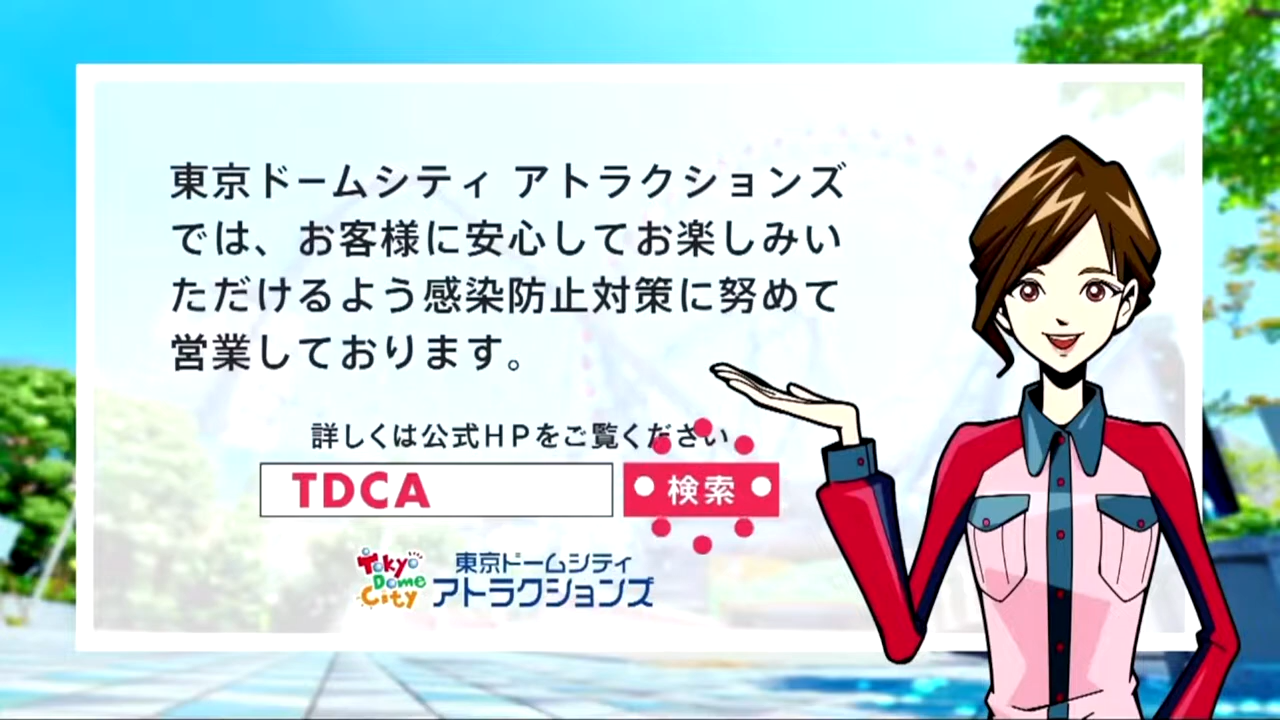 東京ドームシティ アトラクションズ
では、お客様に安心してお楽しみい
ただけるよう感染防止対策に努めて
営業しております。
詳しくは公式HPをご覧ください
TDCA
検索
Tokyo
Dome
City
東京ドームシティ
アトラクションズ